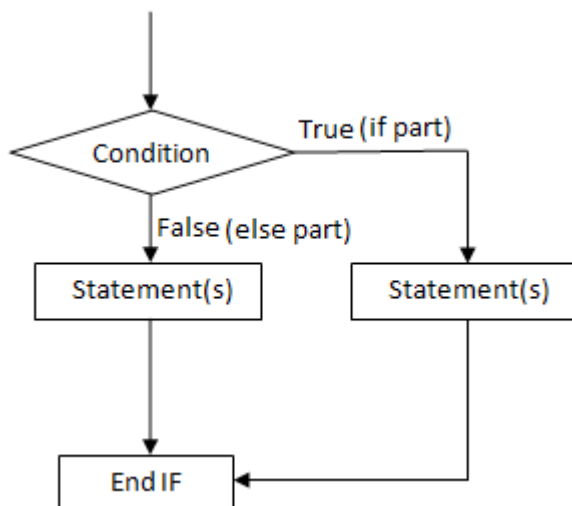 True (if part)
Condition
False (else part)
Statement(s)
Statement(s)
End IF